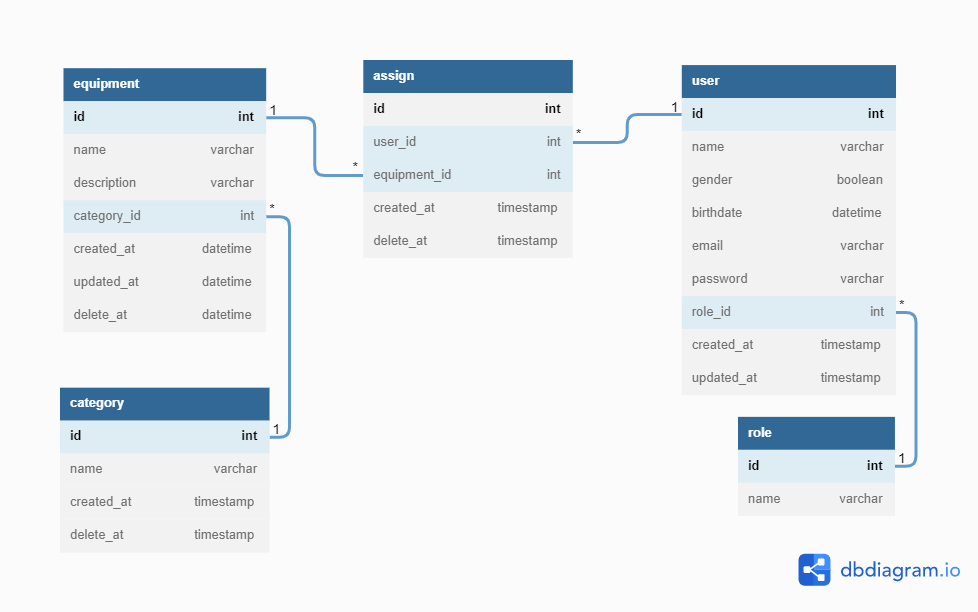 equipment
id int
name varchar
description varchar
category_id int
created_at datetime
updated_at datetime
delete_at datetime
1
*
*
assign
id int
user_id int
equipment_id int
created_at timestamp
delete_at timestamp
*
1
user
id int
name varchar
gender boolean
birthdate datetime
email varchar
password varchar
role_id int
created_at timestamp
updated_at timestamp
*
category
id int
name varchar
created_at timestamp
delete_at timestamp
1
role
id int
name varchar
1
dbdiagram.io